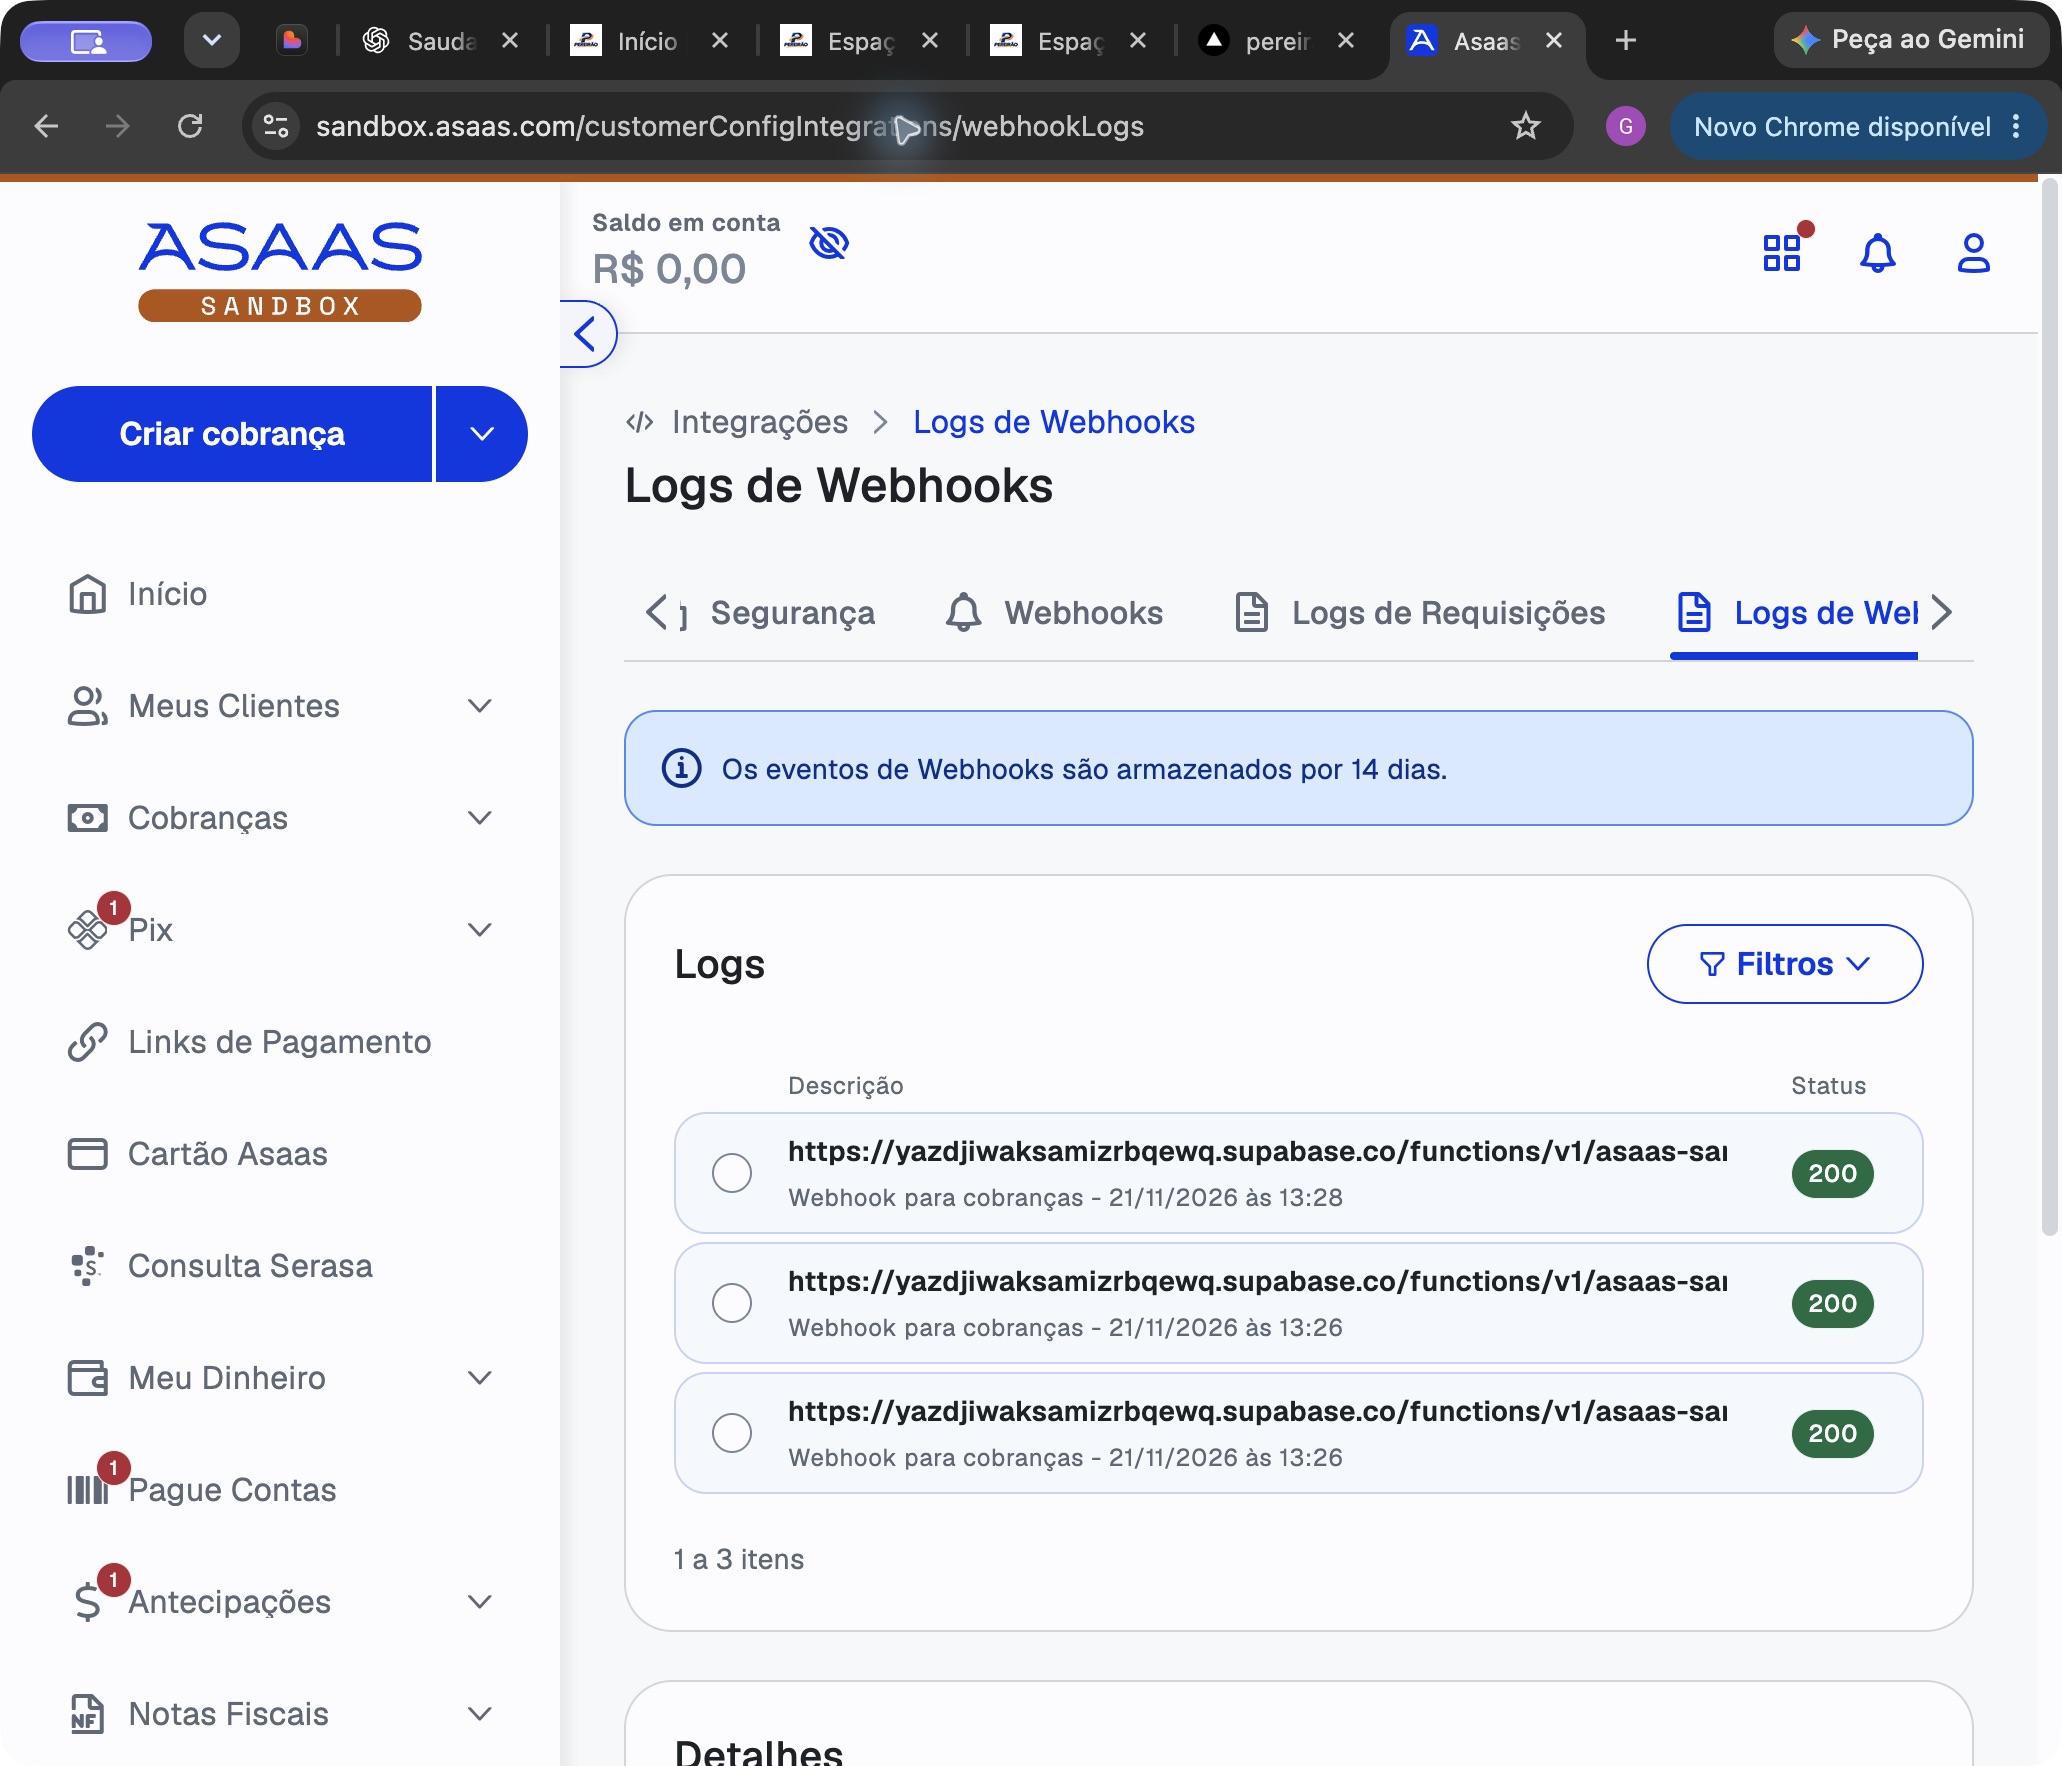 Sauda
Início
Espaç
Espaç
pereir
Asaas
Peça ao Gemini
sandbox.asaas.com/customerConfigIntegrations/webhookLogs
G
Novo Chrome disponível
ASAAS
SANDBOX
Saldo em conta
R$ 0,00
Criar cobrança
Início
Meus Clientes
Cobranças
1
Pix
Links de Pagamento
Cartão Asaas
Consulta Serasa
Meu Dinheiro
1
Pague Contas
1
Antecipações
Notas Fiscais
Integrações > Logs de Webhooks
Logs de Webhooks
Segurança
Webhooks
Logs de Requisições
Logs de Wel
Os eventos de Webhooks são armazenados por 14 dias.
Logs
Filtros
Descrição
Status
https://yazdjiwaksamizrbqewq.supabase.co/functions/v1/asaas-sai
200
Webhook para cobranças - 21/11/2026 às 13:28
https://yazdjiwaksamizrbqewq.supabase.co/functions/v1/asaas-sai
200
Webhook para cobranças - 21/11/2026 às 13:26
https://yazdjiwaksamizrbqewq.supabase.co/functions/v1/asaas-sai
200
Webhook para cobranças - 21/11/2026 às 13:26
1 a 3 itens
Detalhes